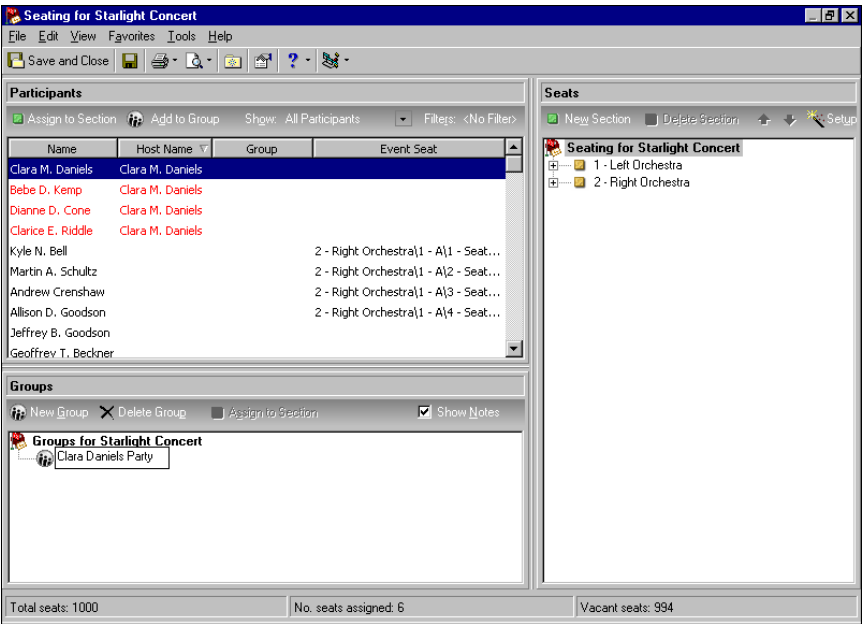 Seating for Starlight Concert
File Edit View Favorites Tools Help
Save and Close
Participants
Assign to Section Add to Group Show: All Participants Filters: <No Filter>
Name Host Name Group Event Seat
Clara M. Daniels Clara M. Daniels
Bebe D. Kemp Clara M. Daniels
Dianne D. Cone Clara M. Daniels
Clarice E. Riddle Clara M. Daniels
Kyle N. Bell 2 - Right Orchestra\1 - A\1 - Seat...
Martin A. Schultz 2 - Right Orchestra\1 - A\2 - Seat...
Andrew Crenshaw 2 - Right Orchestra\1 - A\3 - Seat...
Allison D. Goodson 2 - Right Orchestra\1 - A\4 - Seat...
Jeffrey B. Goodson
Geoffrey T. Beckner
Groups
New Group Delete Group Assign to Section Show Notes
Groups for Starlight Concert
Clara Daniels Party
Seats
New Section Delete Section Setup
Seating for Starlight Concert
1 - Left Orchestra
2 - Right Orchestra
Total seats: 1000 No. seats assigned: 6 Vacant seats: 994